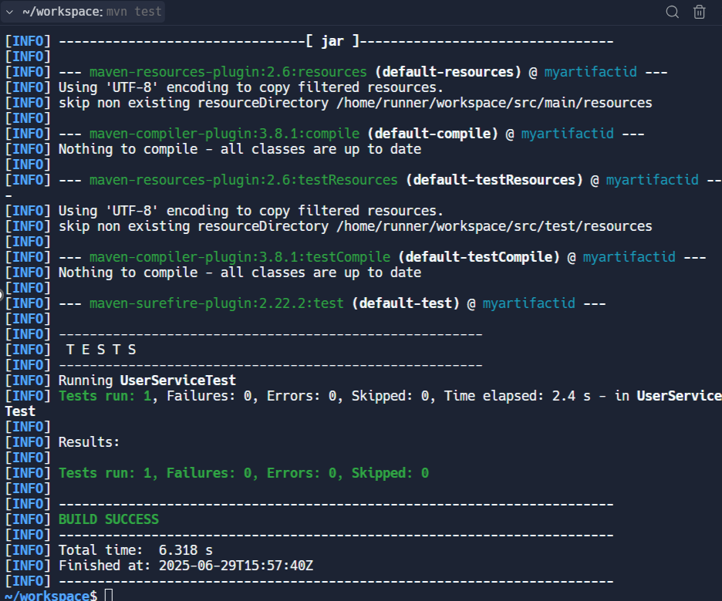 ~/workspace: mvn test
[INFO] --------------------------------[ jar ]---------------------------------
[INFO]
[INFO] --- maven-resources-plugin:2.6:resources (default-resources) @ myartifactid ---
[INFO] Using 'UTF-8' encoding to copy filtered resources.
[INFO] skip non existing resourceDirectory /home/runner/workspace/src/main/resources
[INFO]
[INFO] --- maven-compiler-plugin:3.8.1:compile (default-compile) @ myartifactid ---
[INFO] Nothing to compile - all classes are up to date
[INFO]
[INFO] --- maven-resources-plugin:2.6:testResources (default-testResources) @ myartifactid --
-
[INFO] Using 'UTF-8' encoding to copy filtered resources.
[INFO] skip non existing resourceDirectory /home/runner/workspace/src/test/resources
[INFO]
[INFO] --- maven-compiler-plugin:3.8.1:testCompile (default-testCompile) @ myartifactid ---
[INFO] Nothing to compile - all classes are up to date
[INFO]
[INFO] --- maven-surefire-plugin:2.22.2:test (default-test) @ myartifactid ---
[INFO]
[INFO] -------------------------------------------------------
[INFO]  T E S T S
[INFO] -------------------------------------------------------
[INFO] Running UserServiceTest
[INFO] Tests run: 1, Failures: 0, Errors: 0, Skipped: 0, Time elapsed: 2.4 s - in UserService
Test
[INFO]
[INFO] Results:
[INFO]
[INFO] Tests run: 1, Failures: 0, Errors: 0, Skipped: 0
[INFO]
[INFO] ------------------------------------------------------------------------
[INFO] BUILD SUCCESS
[INFO] ------------------------------------------------------------------------
[INFO] Total time:  6.318 s
[INFO] Finished at: 2025-06-29T15:57:40Z
[INFO] ------------------------------------------------------------------------
~/workspace$